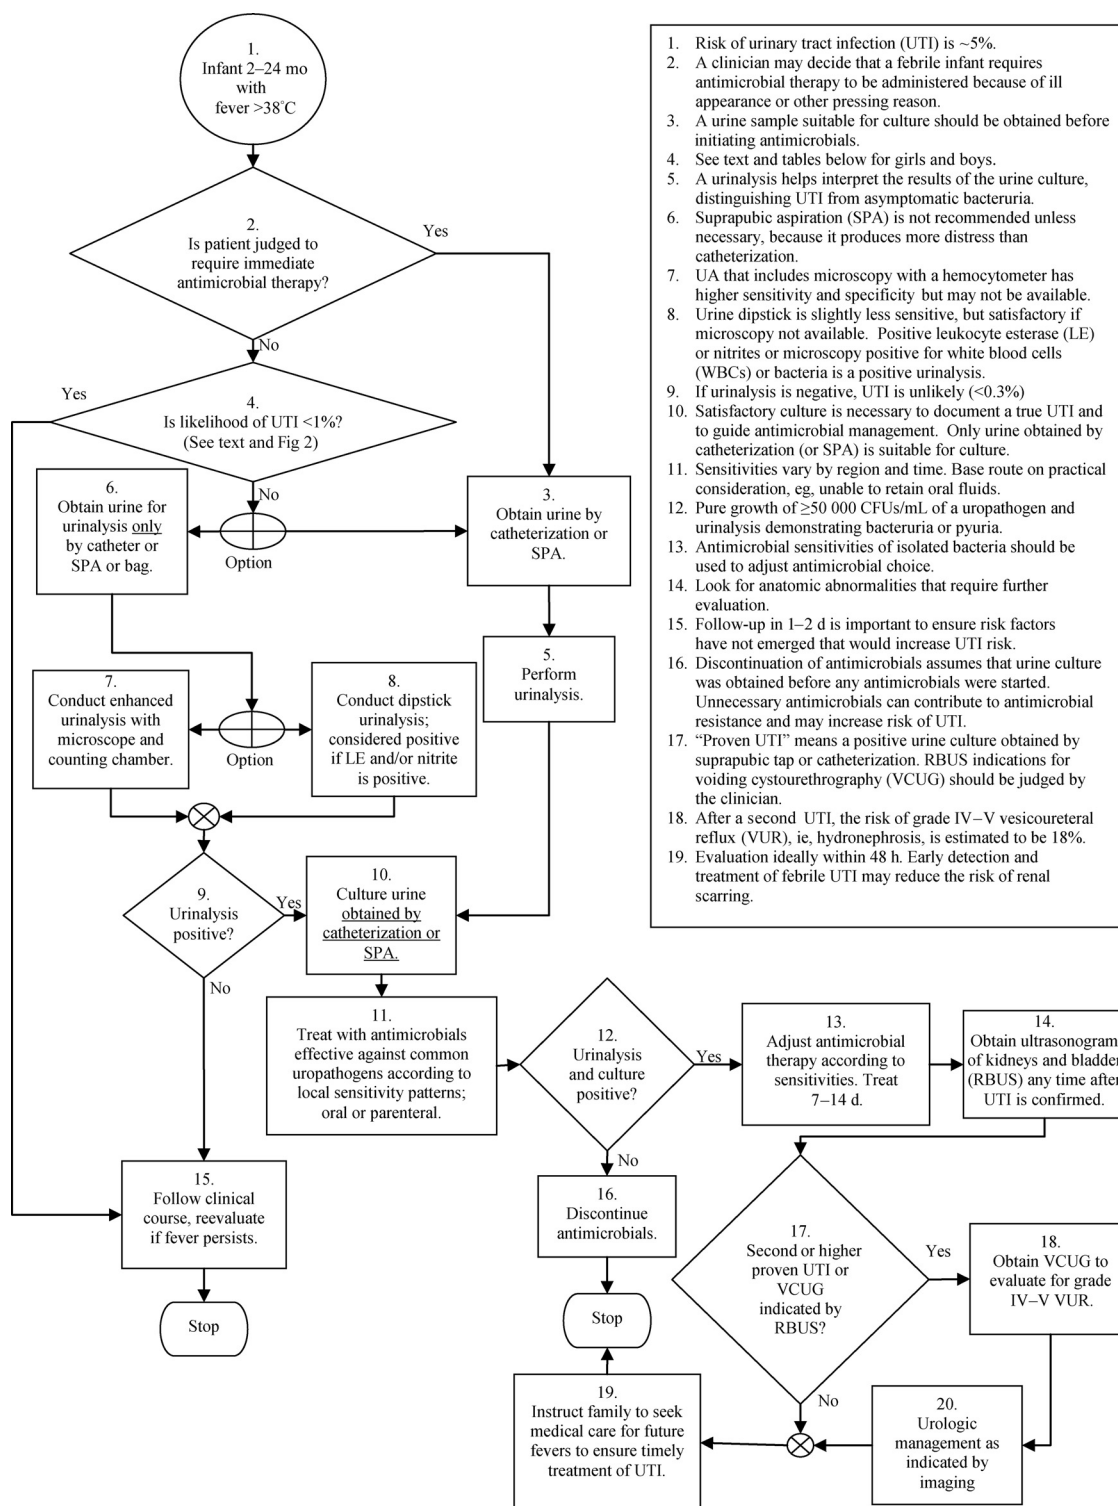 1.
Infant 2–24 mo
with
fever >38°C
2.
Is patient judged to
require immediate
antimicrobial therapy?
Yes
No
Yes
4.
Is likelihood of UTI <1%?
(See text and Fig 2)
No
6.
Obtain urine for
urinalysis only
by catheter or
SPA or bag.
Option
3.
Obtain urine by
catheterization or
SPA.
5.
Perform
urinalysis.
7.
Conduct enhanced
urinalysis with
microscope and
counting chamber.
Option
8.
Conduct dipstick
urinalysis;
considered positive
if LE and/or nitrite
is positive.
9.
Urinalysis
positive?
Yes
No
10.
Culture urine
obtained by
catheterization or
SPA.
11.
Treat with antimicrobials
effective against common
uropathogens according to
local sensitivity patterns;
oral or parenteral.
12.
Urinalysis
and culture
positive?
Yes
No
13.
Adjust antimicrobial
therapy according to
sensitivities. Treat
7–14 d.
14.
Obtain ultrasonogram
of kidneys and bladder
(RBUS) any time after
UTI is confirmed.
15.
Follow clinical
course, reevaluate
if fever persists.
Stop
16.
Discontinue
antimicrobials.
Stop
17.
Second or higher
proven UTI or
VCUG
indicated by
RBUS?
Yes
No
18.
Obtain VCUG to
evaluate for grade
IV–V VUR.
19.
Instruct family to seek
medical care for future
fevers to ensure timely
treatment of UTI.
20.
Urologic
management as
indicated by
imaging
1. Risk of urinary tract infection (UTI) is ~5%.
2. A clinician may decide that a febrile infant requires
antimicrobial therapy to be administered because of ill
appearance or other pressing reason.
3. A urine sample suitable for culture should be obtained before
initiating antimicrobials.
4. See text and tables below for girls and boys.
5. A urinalysis helps interpret the results of the urine culture,
distinguishing UTI from asymptomatic bacteruria.
6. Suprapubic aspiration (SPA) is not recommended unless
necessary, because it produces more distress than
catheterization.
7. UA that includes microscopy with a hemocytometer has
higher sensitivity and specificity but may not be available.
8. Urine dipstick is slightly less sensitive, but satisfactory if
microscopy not available. Positive leukocyte esterase (LE)
or nitrites or microscopy positive for white blood cells
(WBCs) or bacteria is a positive urinalysis.
9. If urinalysis is negative, UTI is unlikely (<0.3%)
10. Satisfactory culture is necessary to document a true UTI and
to guide antimicrobial management. Only urine obtained by
catheterization (or SPA) is suitable for culture.
11. Sensitivities vary by region and time. Base route on practical
consideration, eg, unable to retain oral fluids.
12. Pure growth of ≥50 000 CFUs/mL of a uropathogen and
urinalysis demonstrating bacteruria or pyuria.
13. Antimicrobial sensitivities of isolated bacteria should be
used to adjust antimicrobial choice.
14. Look for anatomic abnormalities that require further
evaluation.
15. Follow-up in 1–2 d is important to ensure risk factors
have not emerged that would increase UTI risk.
16. Discontinuation of antimicrobials assumes that urine culture
was obtained before any antimicrobials were started.
Unnecessary antimicrobials can contribute to antimicrobial
resistance and may increase risk of UTI.
17. “Proven UTI” means a positive urine culture obtained by
suprapubic tap or catheterization. RBUS indications for
voiding cystourethrography (VCUG) should be judged by
the clinician.
18. After a second UTI, the risk of grade IV–V vesicoureteral
reflux (VUR), ie, hydronephrosis, is estimated to be 18%.
19. Evaluation ideally within 48 h. Early detection and
treatment of febrile UTI may reduce the risk of renal
scarring.